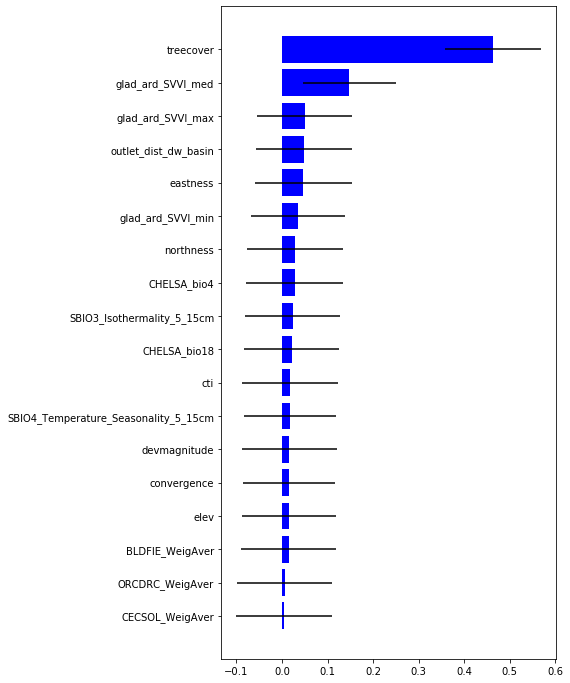 treecover
glad_ard_SVVI_med
glad_ard_SVVI_max
outlet_dist_dw_basin
eastness
glad_ard_SVVI_min
northness
CHELSA_bio4
SBIO3_Isothermality_5_15cm
CHELSA_bio18
cti
SBIO4_Temperature_Seasonality_5_15cm
devmagnitude
convergence
elev
BLDFIE_WeigAver
ORCDRC_WeigAver
CECSOL_WeigAver
−0.1 0.0 0.1 0.2 0.3 0.4 0.5 0.6